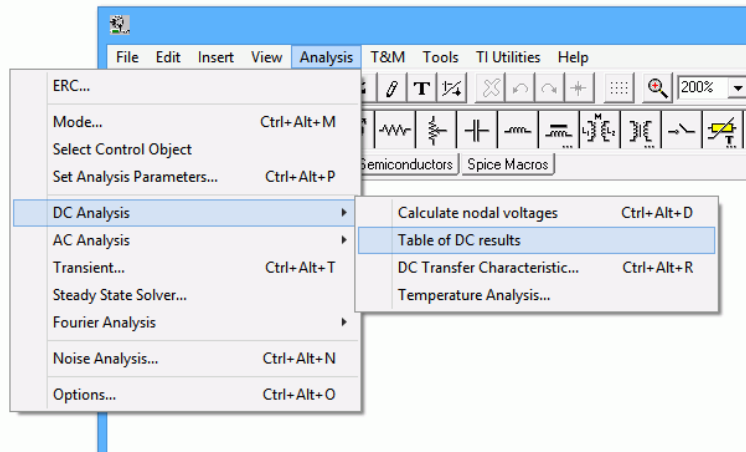 File Edit Insert View Analysis T&M Tools TI Utilities Help
T 200%
ERC...
Mode... Ctrl+Alt+M
Select Control Object
Set Analysis Parameters... Ctrl+Alt+P
DC Analysis
AC Analysis
Transient... Ctrl+Alt+T
Steady State Solver...
Fourier Analysis
Noise Analysis... Ctrl+Alt+N
Options... Ctrl+Alt+O
M
T
Semiconductors Spice Macros
Calculate nodal voltages Ctrl+Alt+D
Table of DC results
DC Transfer Characteristic... Ctrl+Alt+R
Temperature Analysis...